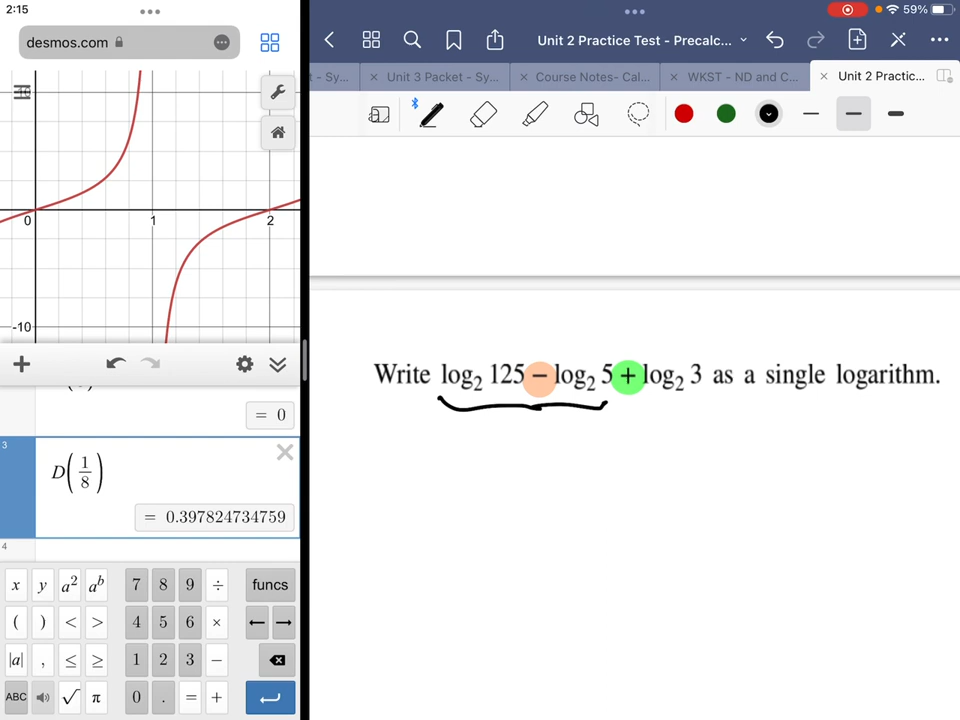 2:15
59%
desmos.com
Unit 2 Practice Test - Precalc...
t - Sy...
Unit 3 Packet - Sy...
Course Notes- Cal...
WKST - ND and C...
Unit 2 Practic...
0
1
2
-10
= 0
3
D(1/8)
= 0.397824734759
4
x y a² aᵇ 7 8 9 ÷ funcs
( ) < > 4 5 6 × ← →
|a| , ≤ ≥ 1 2 3 −
ABC √ π 0 . = +
Write log₂ 125 − log₂ 5 + log₂ 3 as a single logarithm.